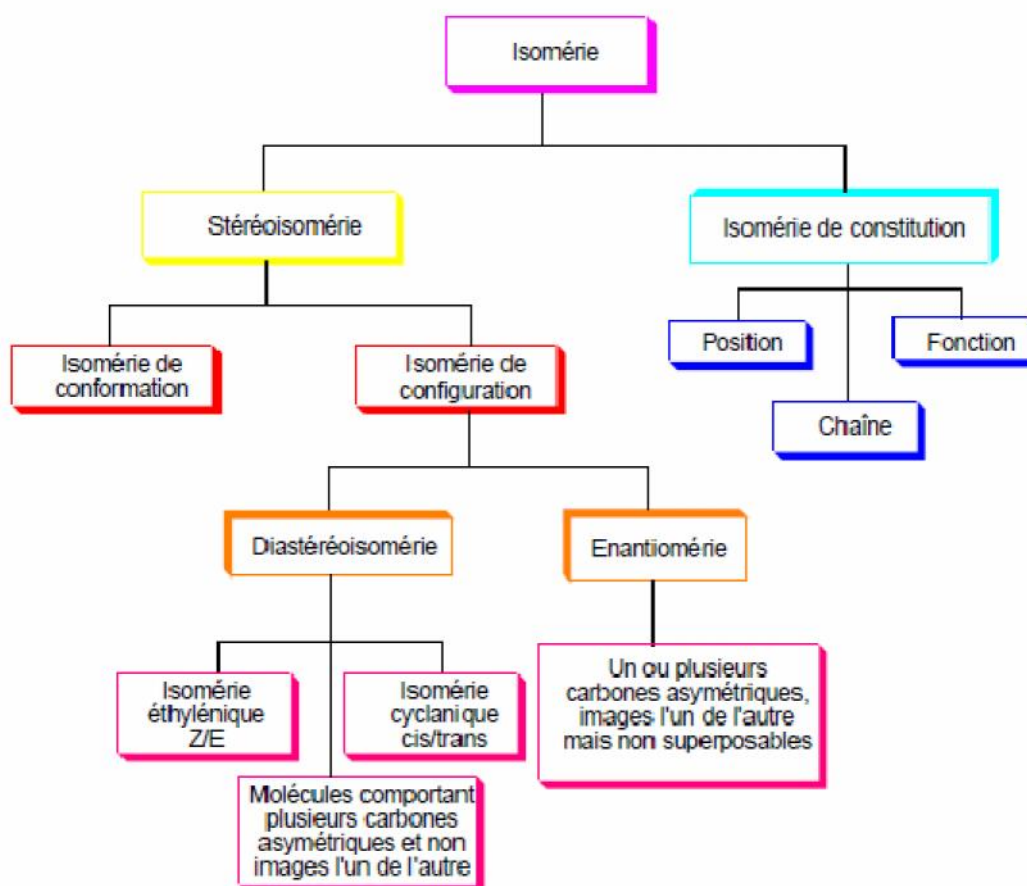 Isomérie
Stéréoisomérie
Isomérie de constitution
Isomérie de
conformation
Isomérie de
configuration
Position
Fonction
Chaîne
Diastéréoisomérie
Enantiomérie
Isomérie
éthylénique
Z/E
Isomérie
cyclanique
cis/trans
Molécules comportant
plusieurs carbones
asymétriques et non
images l'un de l'autre
Un ou plusieurs
carbones asymétriques,
images l'un de l'autre
mais non superposables